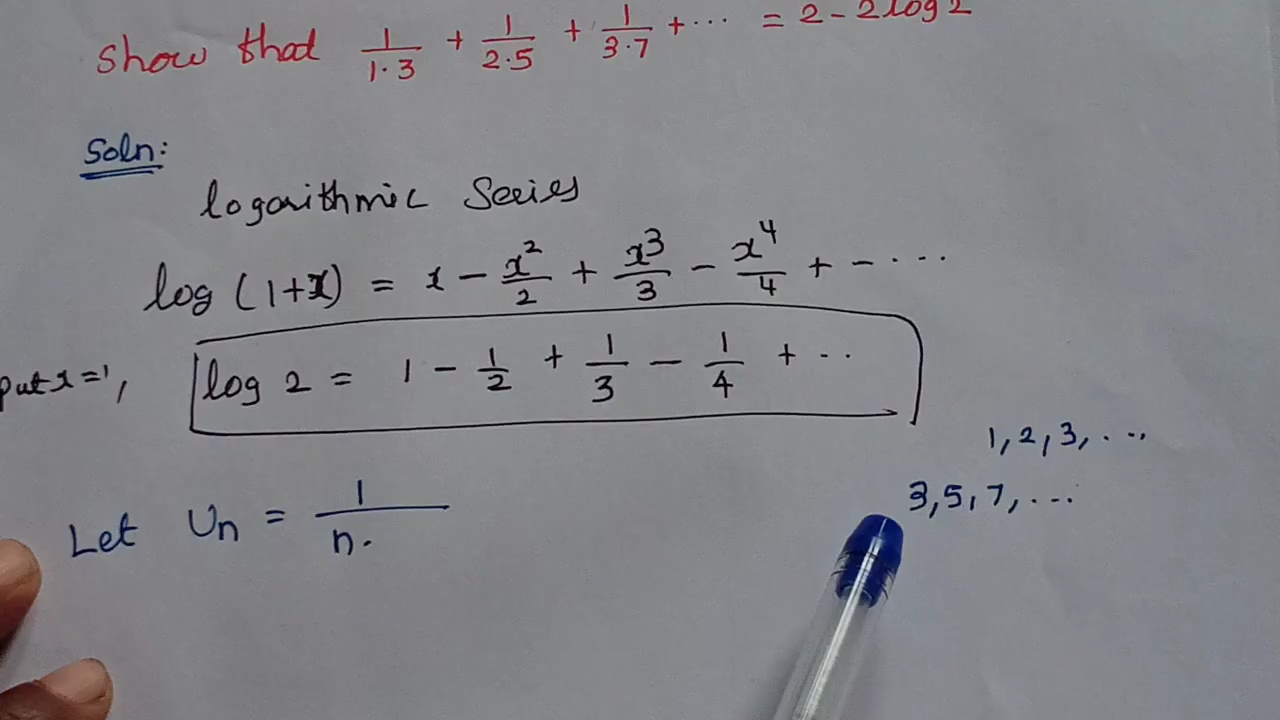 Show that 1/1·3 + 1/2·5 + 1/3·7 + ··· = 2 - 2log2
Soln:
logarithmic Series
log (1+x) = x - x²/2 + x³/3 - x⁴/4 + - ····
put x=1, log 2 = 1 - 1/2 + 1/3 - 1/4 + ··
1, 2, 3, ...
3, 5, 7, ...
Let Un = 1/n.